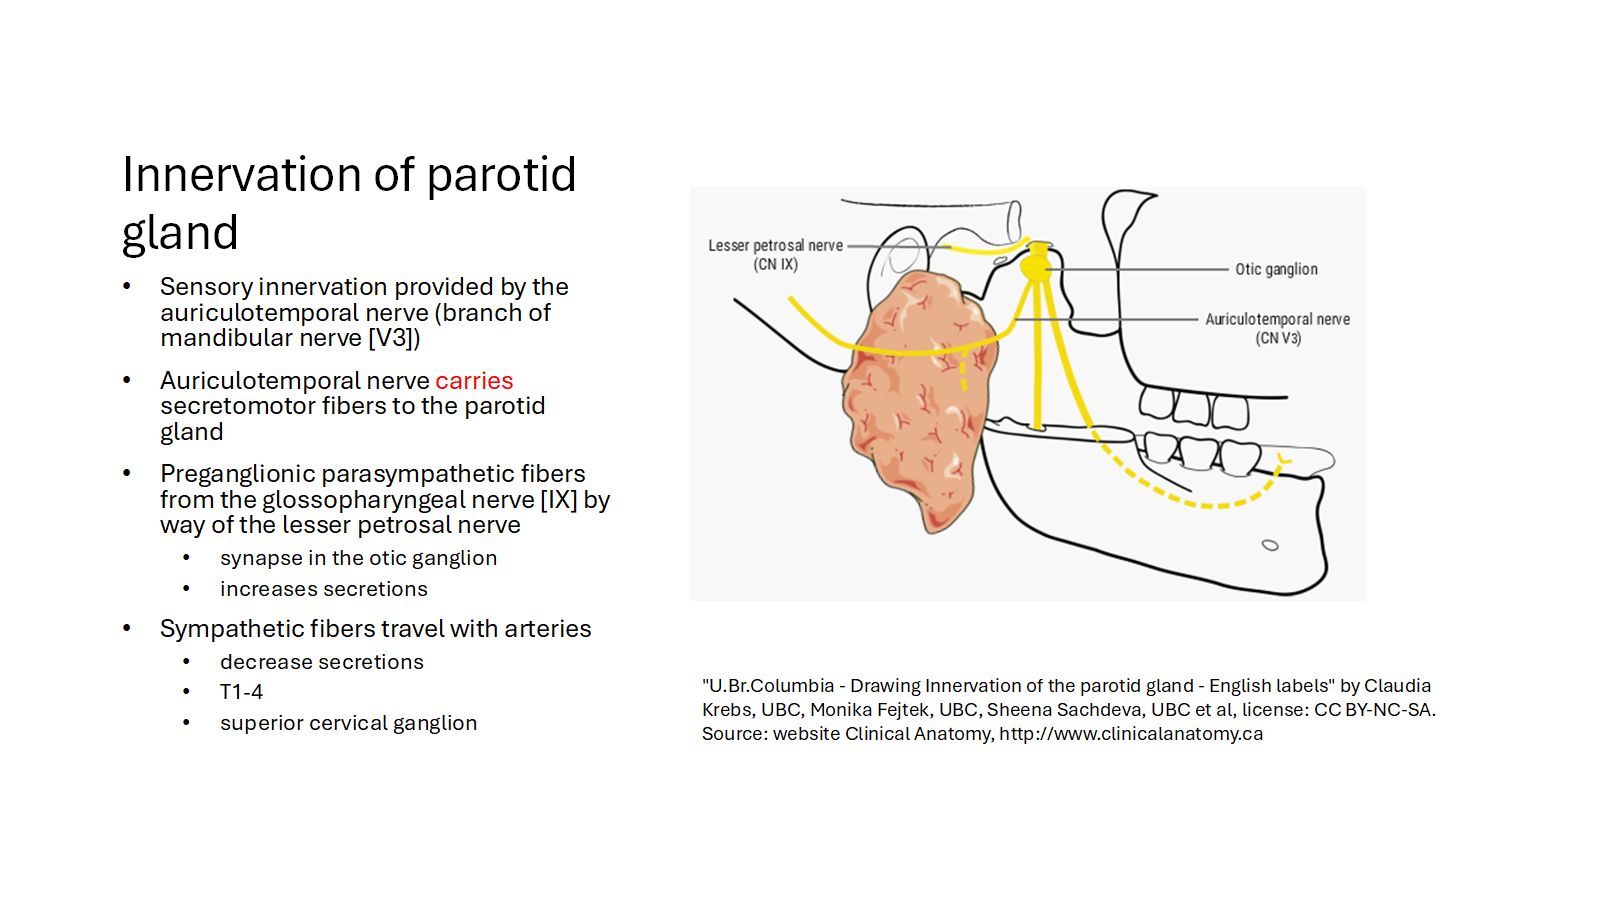 Innervation of parotid
gland
• Sensory innervation provided by the
auriculotemporal nerve (branch of
mandibular nerve [V3])
• Auriculotemporal nerve carries
secretomotor fibers to the parotid
gland
• Preganglionic parasympathetic fibers
from the glossopharyngeal nerve [IX] by
way of the lesser petrosal nerve
• synapse in the otic ganglion
• increases secretions
• Sympathetic fibers travel with arteries
• decrease secretions
• T1-4
• superior cervical ganglion
Lesser petrosal nerve
(CN IX)
Otic ganglion
Auriculotemporal nerve
(CN V3)
"U.Br.Columbia - Drawing Innervation of the parotid gland - English labels" by Claudia
Krebs, UBC, Monika Fejtek, UBC, Sheena Sachdeva, UBC et al, license: CC BY-NC-SA.
Source: website Clinical Anatomy, http://www.clinicalanatomy.ca